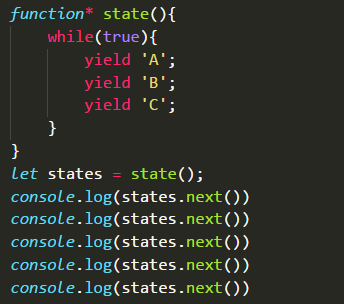 function* state(){
    while(true){
        yield 'A';
        yield 'B';
        yield 'C';
    }
}
let states = state();
console.log(states.next())
console.log(states.next())
console.log(states.next())
console.log(states.next())
console.log(states.next())